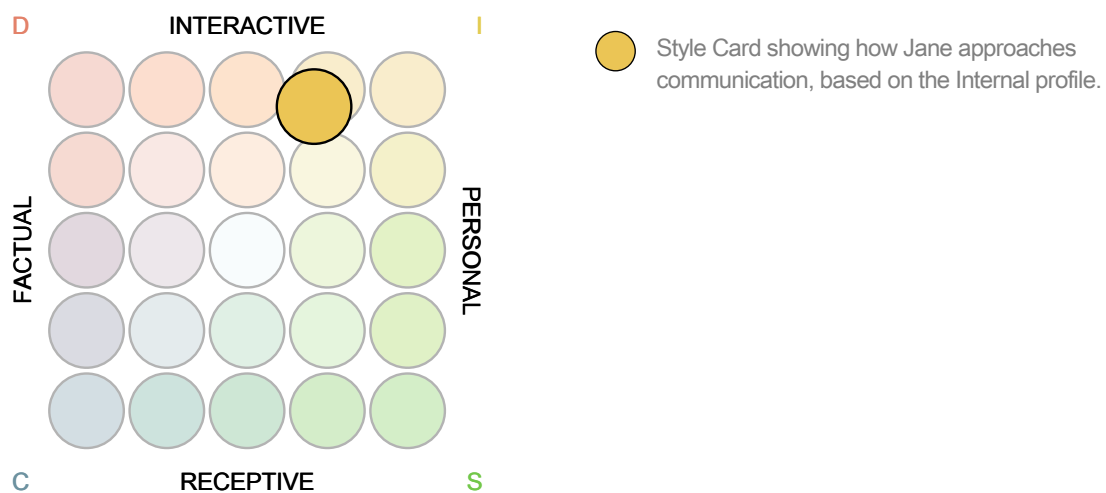 D
INTERACTIVE
I
Style Card showing how Jane approaches
communication, based on the Internal profile.
FACTUAL
PERSONAL
C
RECEPTIVE
S